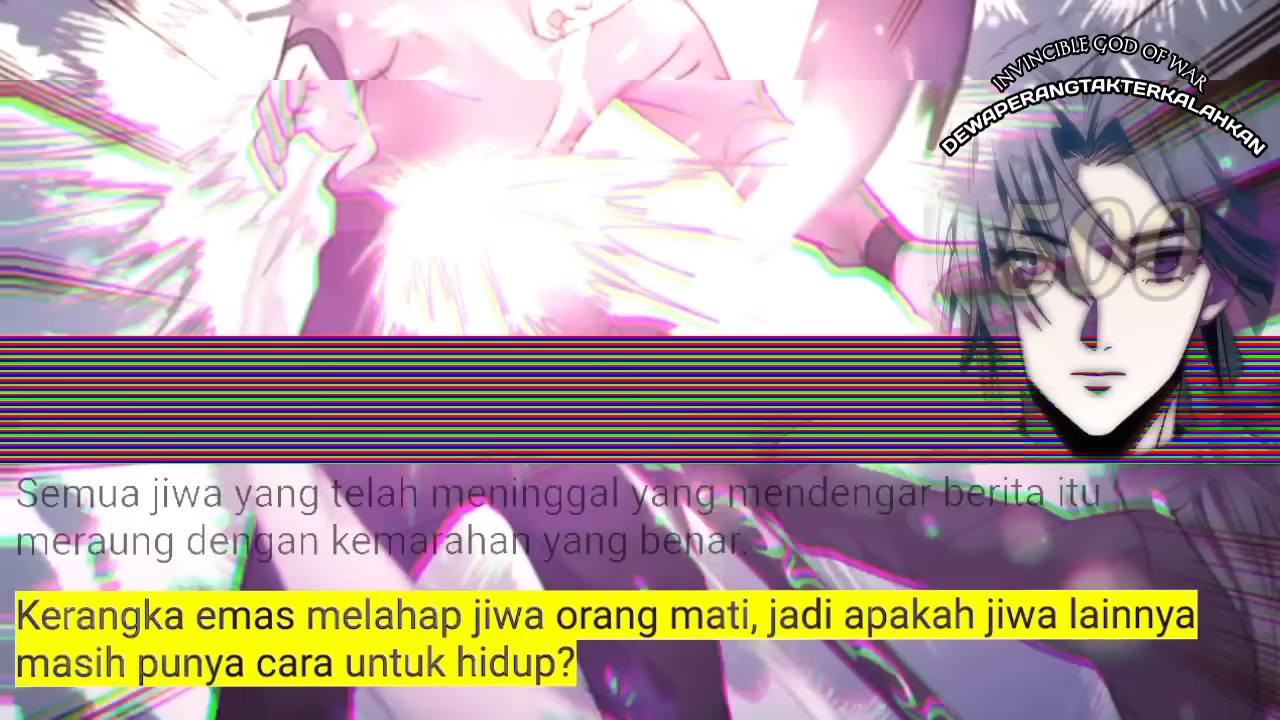 INVINCIBLE GOD OF WAR
DEWAPERANGTAKTERKALAHKAN
500
Semua jiwa yang telah meninggal yang mendengar berita itu
meraung dengan kemarahan yang benar.
Kerangka emas melahap jiwa orang mati, jadi apakah jiwa lainnya
masih punya cara untuk hidup?